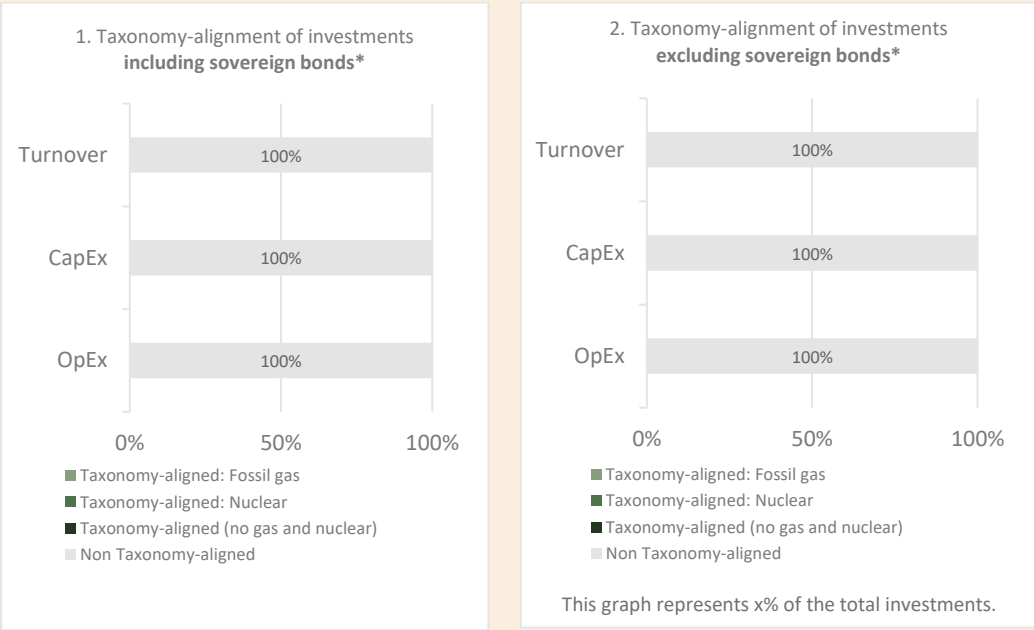 1. Taxonomy-alignment of investments
including sovereign bonds*
Turnover
100%
CapEx
100%
OpEx
100%
0% 50% 100%
Taxonomy-aligned: Fossil gas
Taxonomy-aligned: Nuclear
Taxonomy-aligned (no gas and nuclear)
Non Taxonomy-aligned
2. Taxonomy-alignment of investments
excluding sovereign bonds*
Turnover
100%
CapEx
100%
OpEx
100%
0% 50% 100%
Taxonomy-aligned: Fossil gas
Taxonomy-aligned: Nuclear
Taxonomy-aligned (no gas and nuclear)
Non Taxonomy-aligned
This graph represents x% of the total investments.